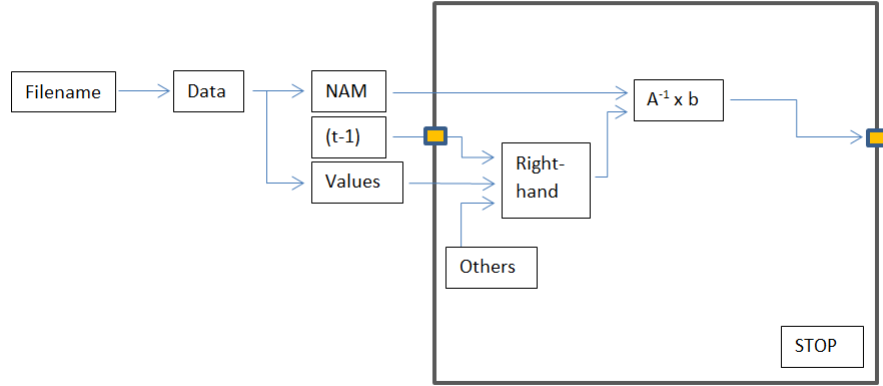 Filename
Data
NAM
(t-1)
Values
A⁻¹ x b
Right-
hand
Others
STOP